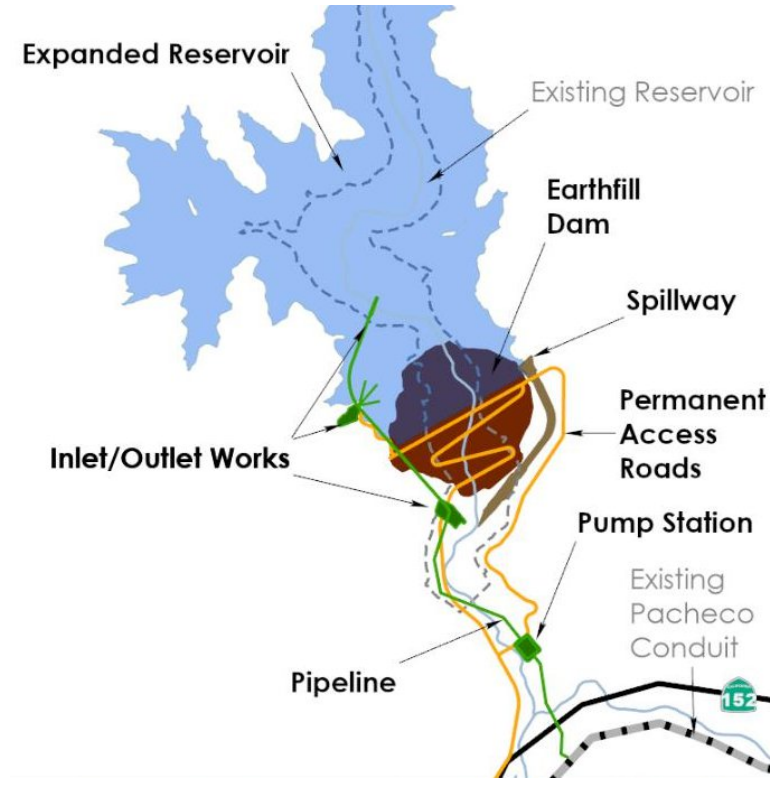 Expanded Reservoir
Existing Reservoir
Earthfill
Dam
Spillway
Permanent
Access
Roads
Inlet/Outlet Works
Pump Station
Existing
Pacheco
Conduit
Pipeline
152